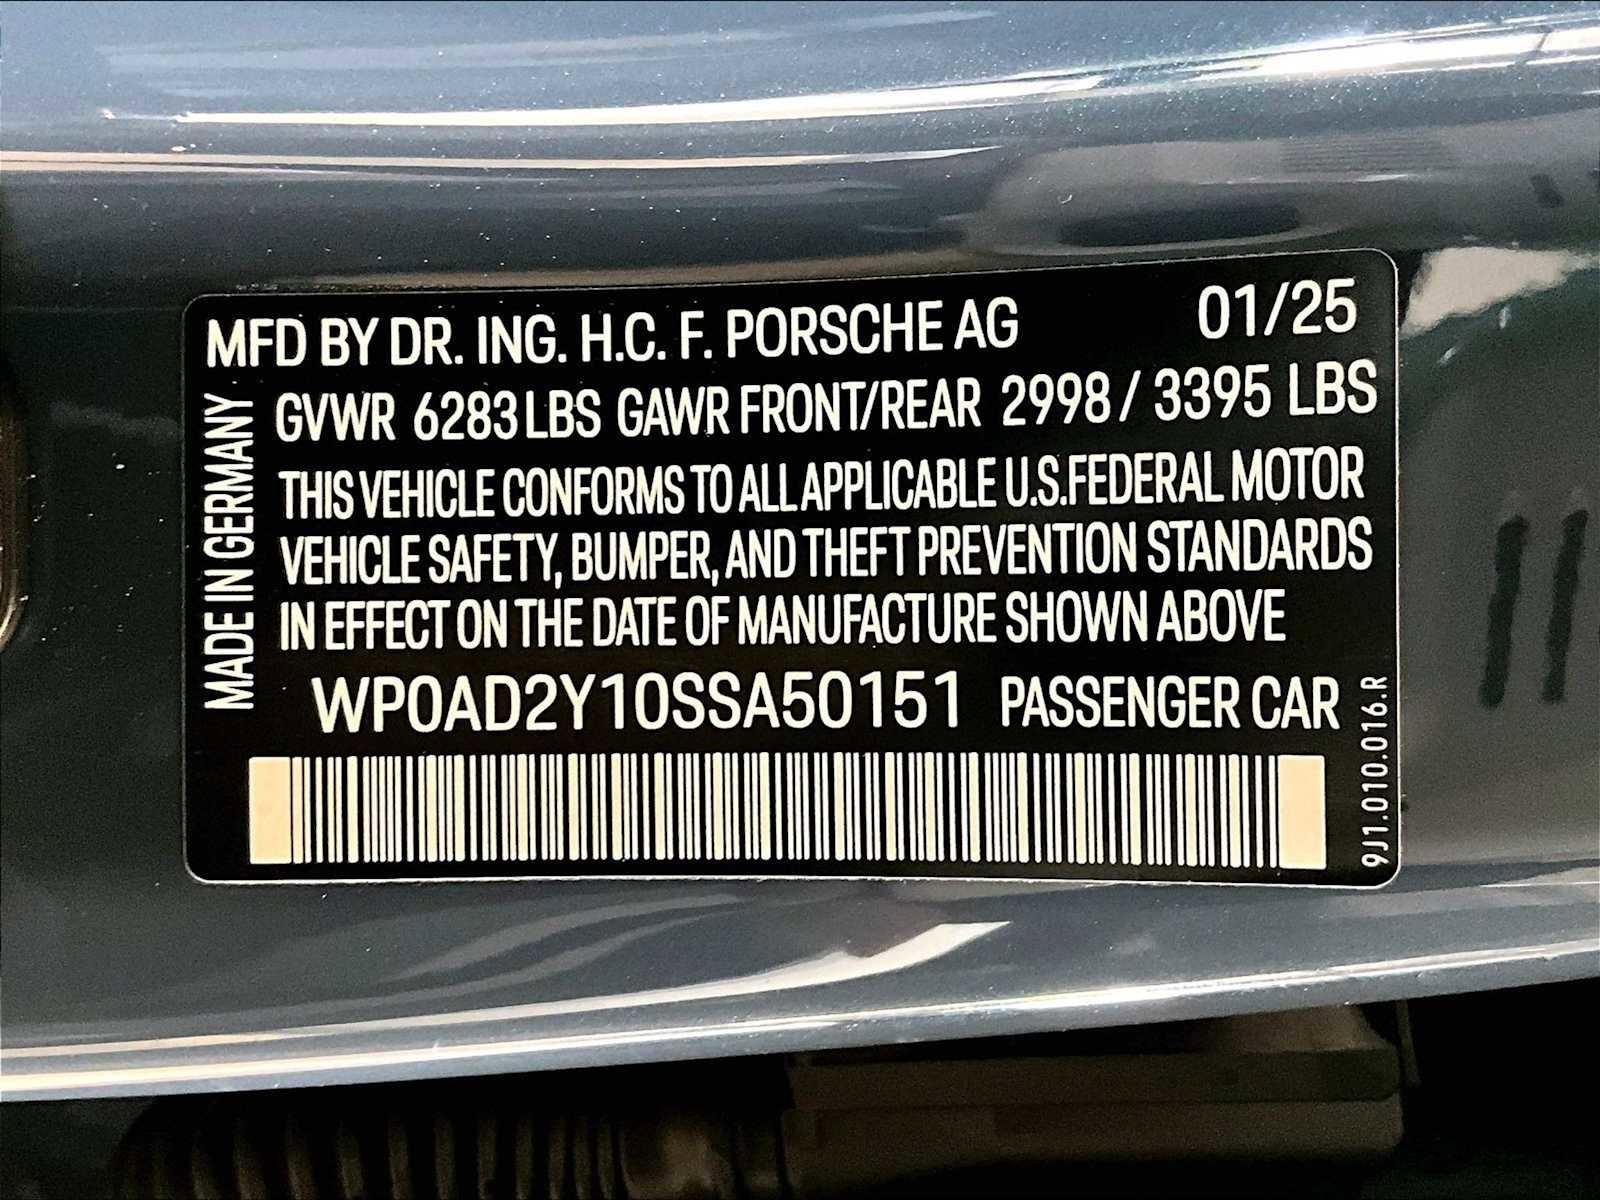 MFD BY DR. ING. H.C. F. PORSCHE AG 01/25
GVWR 6283 LBS GAWR FRONT/REAR 2998 / 3395 LBS
THIS VEHICLE CONFORMS TO ALL APPLICABLE U.S.FEDERAL MOTOR
VEHICLE SAFETY, BUMPER, AND THEFT PREVENTION STANDARDS
IN EFFECT ON THE DATE OF MANUFACTURE SHOWN ABOVE
WP0AD2Y10SSA50151 PASSENGER CAR
MADE IN GERMANY
9J1.010.016.R